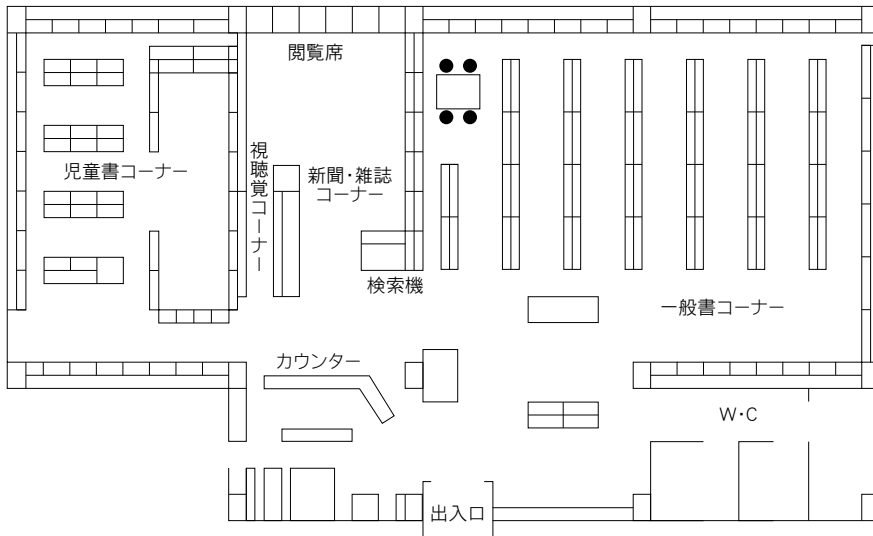 閲覧席
児童書コーナー
視聴覚コーナー
新聞・雑誌
コーナー
検索機
一般書コーナー
カウンター
W・C
出入口